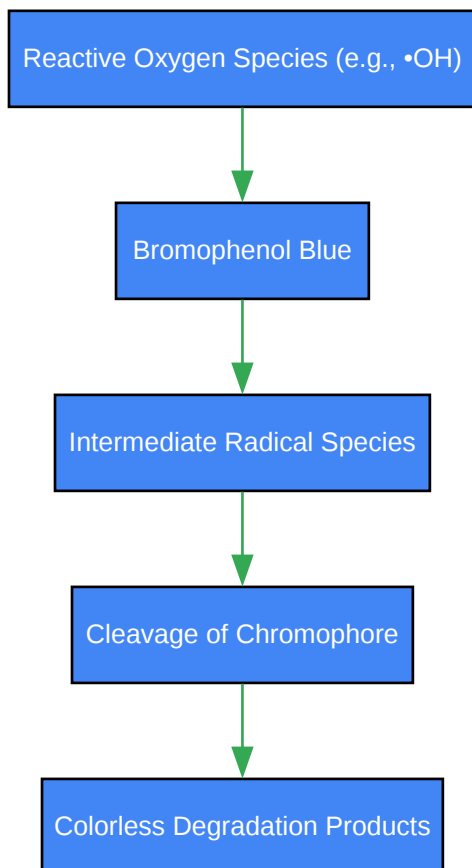 Reactive Oxygen Species (e.g., •OH)
Bromophenol Blue
Intermediate Radical Species
Cleavage of Chromophore
Colorless Degradation Products